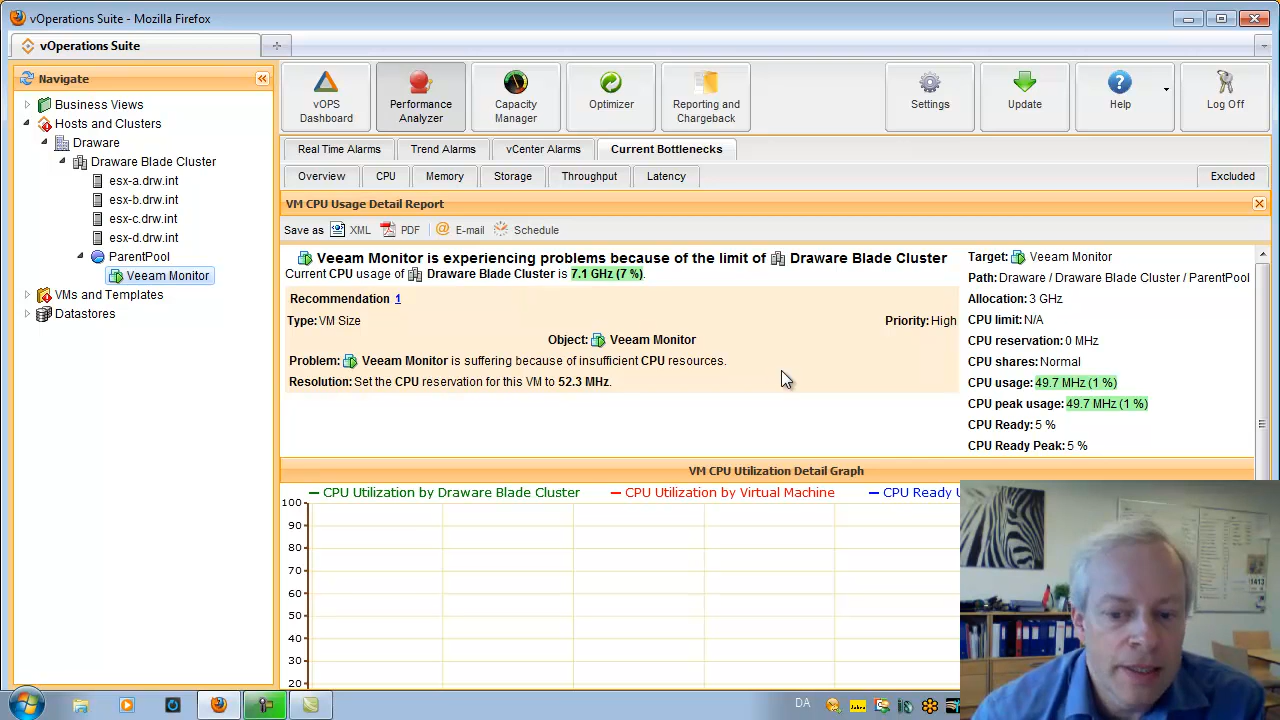 vOperations Suite - Mozilla Firefox
vOperations Suite
Navigate
Business Views
Hosts and Clusters
Draware
Draware Blade Cluster
esx-a.drw.int
esx-b.drw.int
esx-c.drw.int
esx-d.drw.int
ParentPool
Veeam Monitor
VMs and Templates
Datastores
vOPS Dashboard
Performance Analyzer
Capacity Manager
Optimizer
Reporting and Chargeback
Settings
Update
Help
Log Off
Real Time Alarms Trend Alarms vCenter Alarms Current Bottlenecks
Overview CPU Memory Storage Throughput Latency Excluded
VM CPU Usage Detail Report
Save as XML PDF E-mail Schedule
Veeam Monitor is experiencing problems because of the limit of Draware Blade Cluster
Current CPU usage of Draware Blade Cluster is 7.1 GHz (7 %).
Recommendation 1
Type: VM Size Priority: High
Object: Veeam Monitor
Problem: Veeam Monitor is suffering because of insufficient CPU resources.
Resolution: Set the CPU reservation for this VM to 52.3 MHz.
Target: Veeam Monitor
Path: Draware / Draware Blade Cluster / ParentPool
Allocation: 3 GHz
CPU limit: N/A
CPU reservation: 0 MHz
CPU shares: Normal
CPU usage: 49.7 MHz (1 %)
CPU peak usage: 49.7 MHz (1 %)
CPU Ready: 5 %
CPU Ready Peak: 5 %
VM CPU Utilization Detail Graph
CPU Utilization by Draware Blade Cluster CPU Utilization by Virtual Machine CPU Ready U
100
90
80
70
60
50
40
30
20
DA
1413